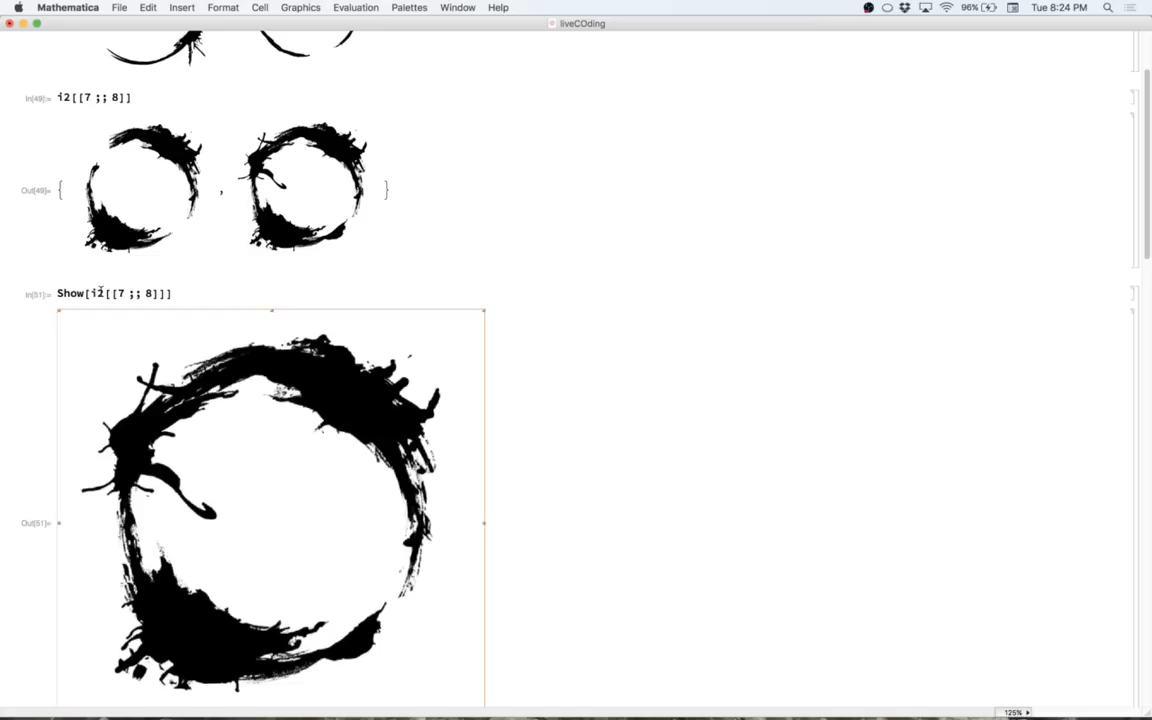 Mathematica File Edit Insert Format Cell Graphics Evaluation Palettes Window Help 96% Tue 8:24 PM
liveCOding
In[49]:= i2[[7 ;; 8]]
Out[49]= { , }
In[51]:= Show[i2[[7 ;; 8]]]
Out[51]=
125%